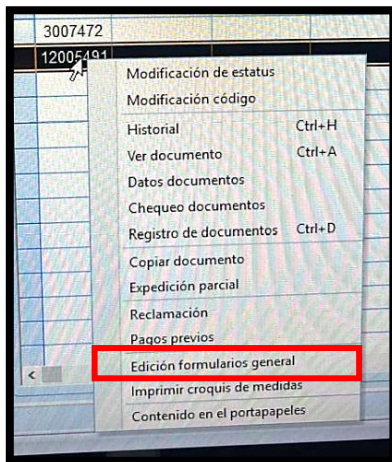 3007472
12005491
Modificación de estatus
Modificación código
Historial Ctrl+H
Ver documento Ctrl+A
Datos documentos
Chequeo documentos
Registro de documentos Ctrl+D
Copiar documento
Expedición parcial
Reclamación
Pagos previos
Edición formularios general
Imprimir croquis de medidas
Contenido en el portapapeles